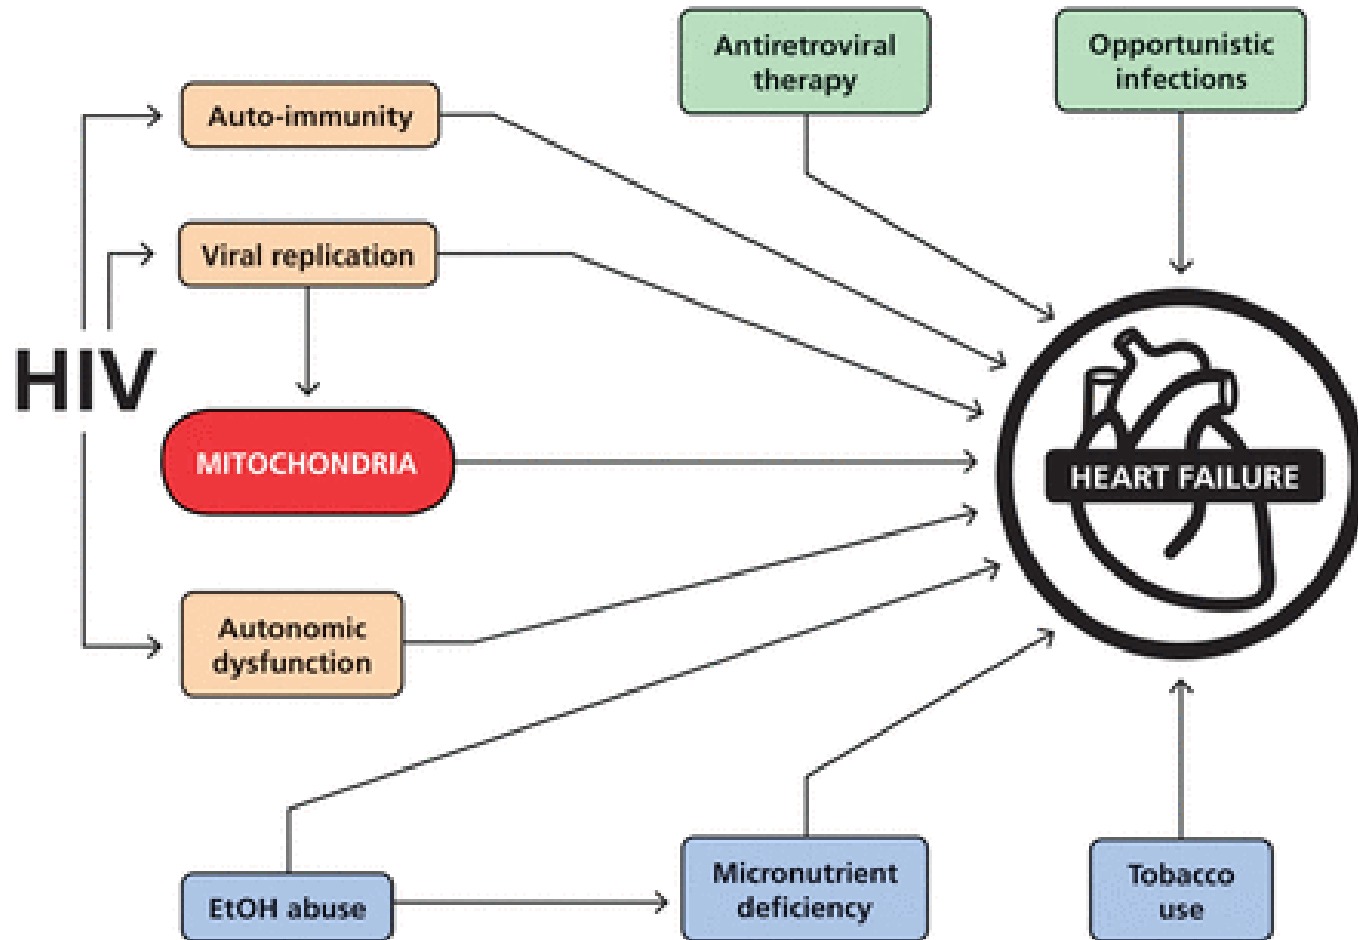 Antiretroviral
therapy
Opportunistic
infections
Auto-immunity
Viral replication
HIV
MITOCHONDRIA
HEART FAILURE
Autonomic
dysfunction
EtOH abuse
Micronutrient
deficiency
Tobacco
use